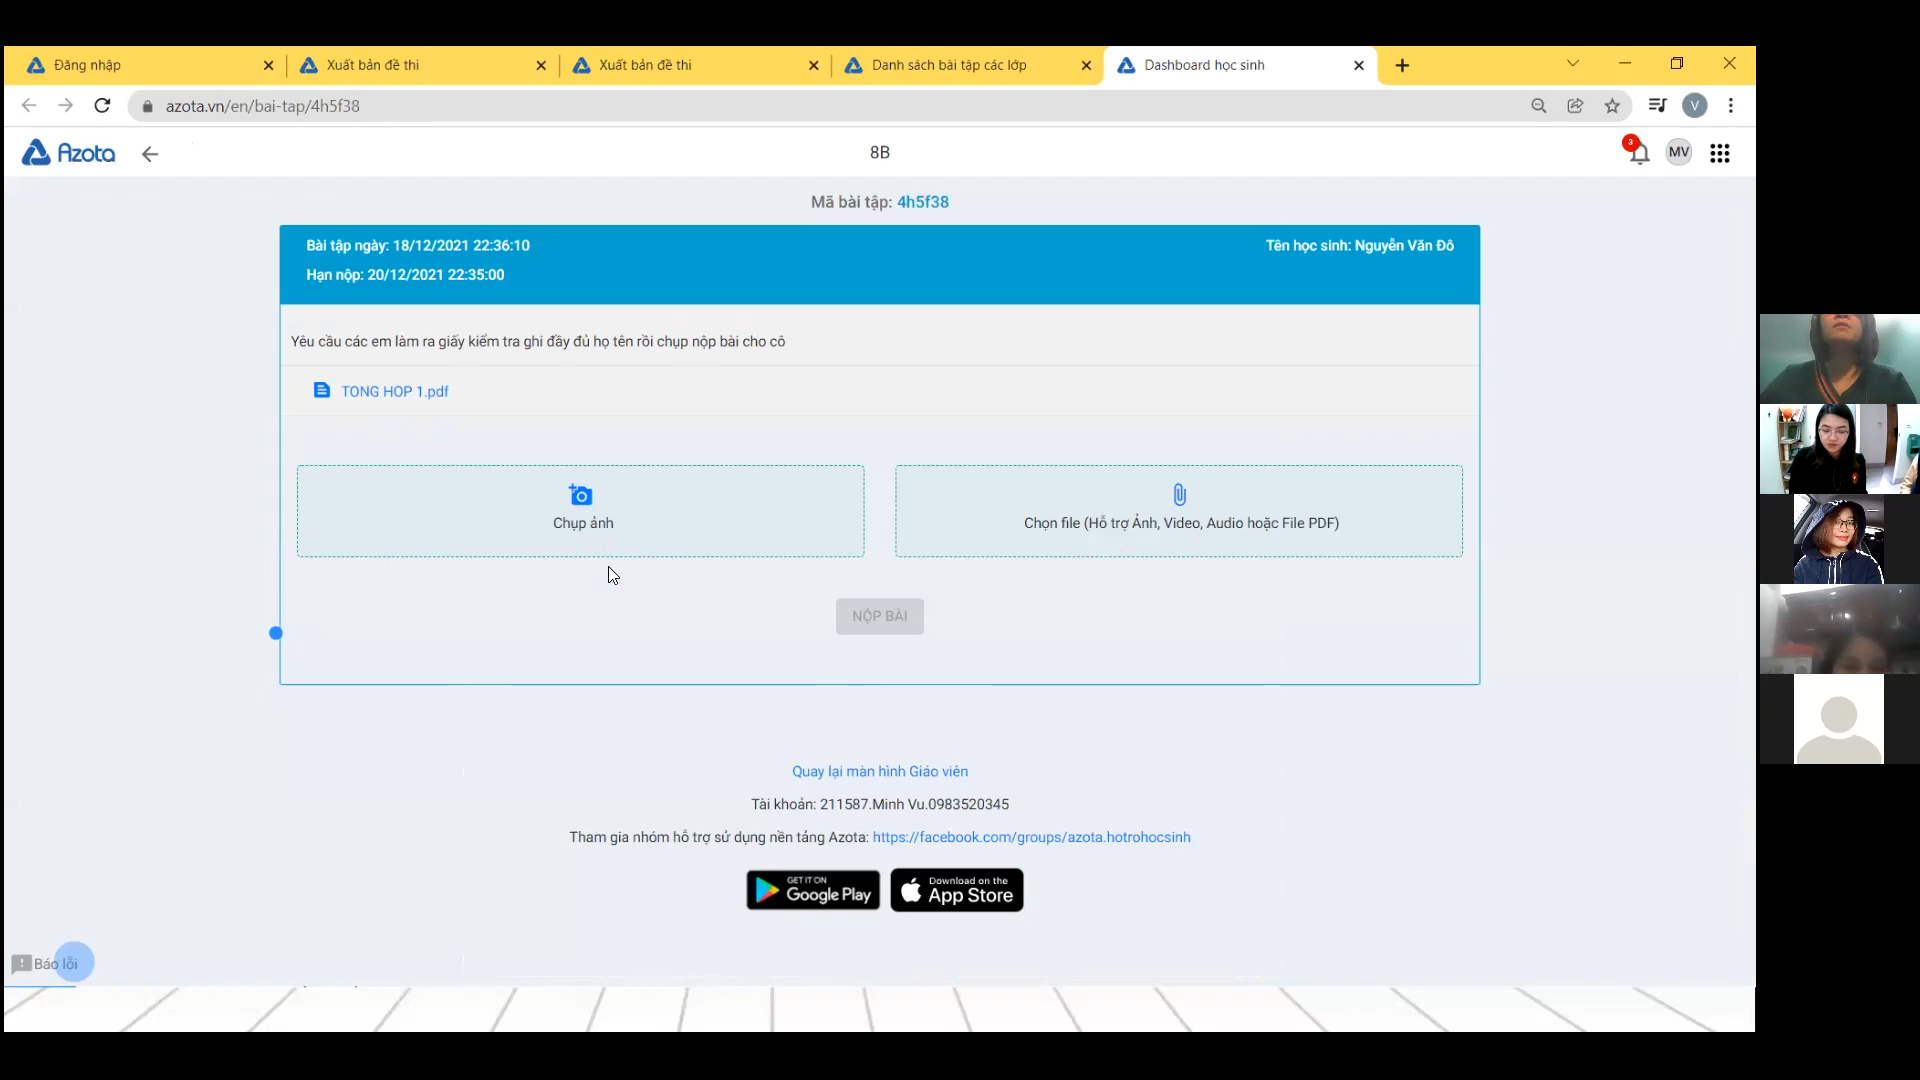 Đăng nhập
Xuất bản đề thi
Xuất bản đề thi
Danh sách bài tập các lớp
Dashboard học sinh
azota.vn/en/bai-tap/4h5f38
V
Azota
8B
3
MV
Mã bài tập: 4h5f38
Bài tập ngày: 18/12/2021 22:36:10
Tên học sinh: Nguyễn Văn Đô
Hạn nộp: 20/12/2021 22:35:00
Yêu cầu các em làm ra giấy kiểm tra ghi đầy đủ họ tên rồi chụp nộp bài cho cô
TONG HOP 1.pdf
Chụp ảnh
Chọn file (Hỗ trợ Ảnh, Video, Audio hoặc File PDF)
NỘP BÀI
Quay lại màn hình Giáo viên
Tài khoản: 211587.Minh Vu.0983520345
Tham gia nhóm hỗ trợ sử dụng nền tảng Azota: https://facebook.com/groups/azota.hotrohocsinh
GET IT ON
Google Play
Download on the
App Store
Báo lỗi